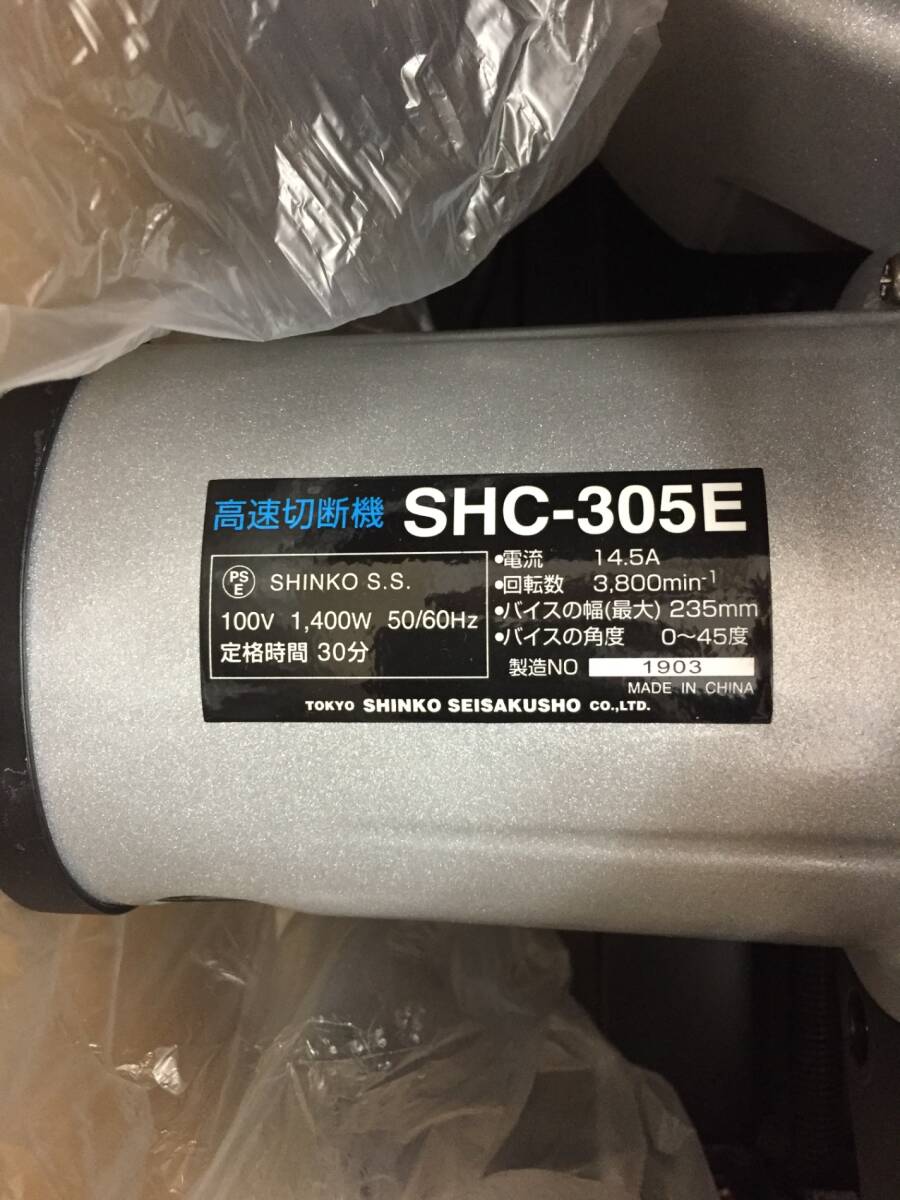 高速切断機 SHC-305E
PS
E
SHINKO S.S.
100V 1,400W 50/60Hz
定格時間 30分
•電流 14.5A
•回転数 3,800min-1
•バイスの幅(最大) 235mm
•バイスの角度 0〜45度
製造NO 1903
MADE IN CHINA
TOKYO SHINKO SEISAKUSHO CO.,LTD.